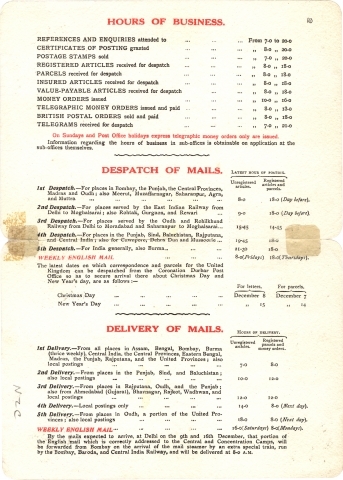 HOURS OF BUSINESS.
REFERENCES AND ENQUIRIES attended to ... ... ... From 7-0 to 20-0
CERTIFICATES OF POSTING granted ... ... ... „ 8-0 „ 20-0
POSTAGE STAMPS sold ... ... ... „ 7-0 „ 20-0
REGISTERED ARTICLES received for despatch ... ... ... „ 8-0 „ 18-0
PARCELS received for despatch ... ... ... „ 8-0 „ 18-0
INSURED ARTICLES received for despatch ... ... ... „ 8-0 „ 18-0
VALUE-PAYABLE ARTICLES received for despatch ... ... „ 8-0 „ 18-0
MONEY ORDERS issued ... ... ... „ 10-0 „ 16-0
TELEGRAPHIC MONEY ORDERS issued and paid ... ... „ 8-0 „ 18-0
BRITISH POSTAL ORDERS sold and paid ... ... „ 8-0 „ 18-0
TELEGRAMS received for despatch ... ... ... „ 7-0 „ 21-0
On Sundays and Post Office holidays express telegraphic money orders only are issued.
Information regarding the hours of business in sub-offices is obtainable on application at the
sub-offices themselves.
DESPATCH OF MAILS.
LATEST HOUR OF POSTING.
Unregistered articles.
Registered articles and parcels.
1st Despatch.—For places in Bombay, the Punjab, the Central Provinces,
Madras and Oudh; also Meerut, Muzaffarnagar, Saharanpur, Agra,
and Muttra ... ... ... ... 8-0 18-0 (Day before).
2nd Despatch.—For places served by the East Indian Railway from
Delhi to Moghalsarai; also Rohtak, Gurgaon, and Rewari ... 9-0 18-0 (Day before).
3rd Despatch.—For places served by the Oudh and Rohilkhand
Railway from Delhi to Moradabad and Saharanpur to Moghalsarai... 14-45 14-15
4th Despatch.—For places in the Punjab, Sind, Baluchistan, Rajputana,
and Central India; also for Cawnpore, Dehra Dun and Mussoorie ... 19-45 18-0
5th Despatch.—For India generally, also Burma... ... ... 21-30 18-0
WEEKLY ENGLISH MAIL ... ... ... 8-0 (Fridays) 18-0 (Thursdays).
The latest dates on which correspondence and parcels for the United
Kingdom can be despatched from the Coronation Durbar Post
Office so as to secure arrival there about Christmas Day and
New Year's day, are as follows:—
For letters. For parcels.
Christmas Day ... ... ... ... December 8 December 7
New Year's Day ... ... ... ... „ 15 „ 14
DELIVERY OF MAILS.
HOURS OF DELIVERY.
Unregistered articles.
Registered parcels and money orders.
1st Delivery.—From all places in Assam, Bengal, Bombay, Burma
(thrice weekly), Central India, the Central Provinces, Eastern Bengal,
Madras, the Punjab, Rajputana, and the United Provinces; also
local postings ... ... ... ... 7-0 8-0
2nd Delivery.—From places in the Punjab, Sind, and Baluchistan;
also local postings ... ... ... ... 10-0 10-0
3rd Delivery.—From places in Rajputana, Oudh, and the Punjab;
also from Ahmedabad (Gujarat), Bhavnagar, Rajkot, Wadhwan, and
local postings ... ... ... ... 12-0 12-0
4th Delivery.—Local postings only ... ... ... 14-0 8-0 (Next day).
5th Delivery.—From places in Oudh, a portion of the United Pro-
vinces; also local postings ... ... ... 18-0 8-0 (Next day).
WEEKLY ENGLISH MAIL— ... ... ... 16-0 (Saturdays) 8-0 (Mondays).
By the mails expected to arrive at Delhi on the 9th and 16th December, that portion of
the English mail which is correctly addressed to the Central and Concentration Camps, will
be forwarded from Bombay on the arrival of the mail steamer by an extra special train, run
by the Bombay, Baroda, and Central India Railway, and will be delivered at 8-0 A.M.